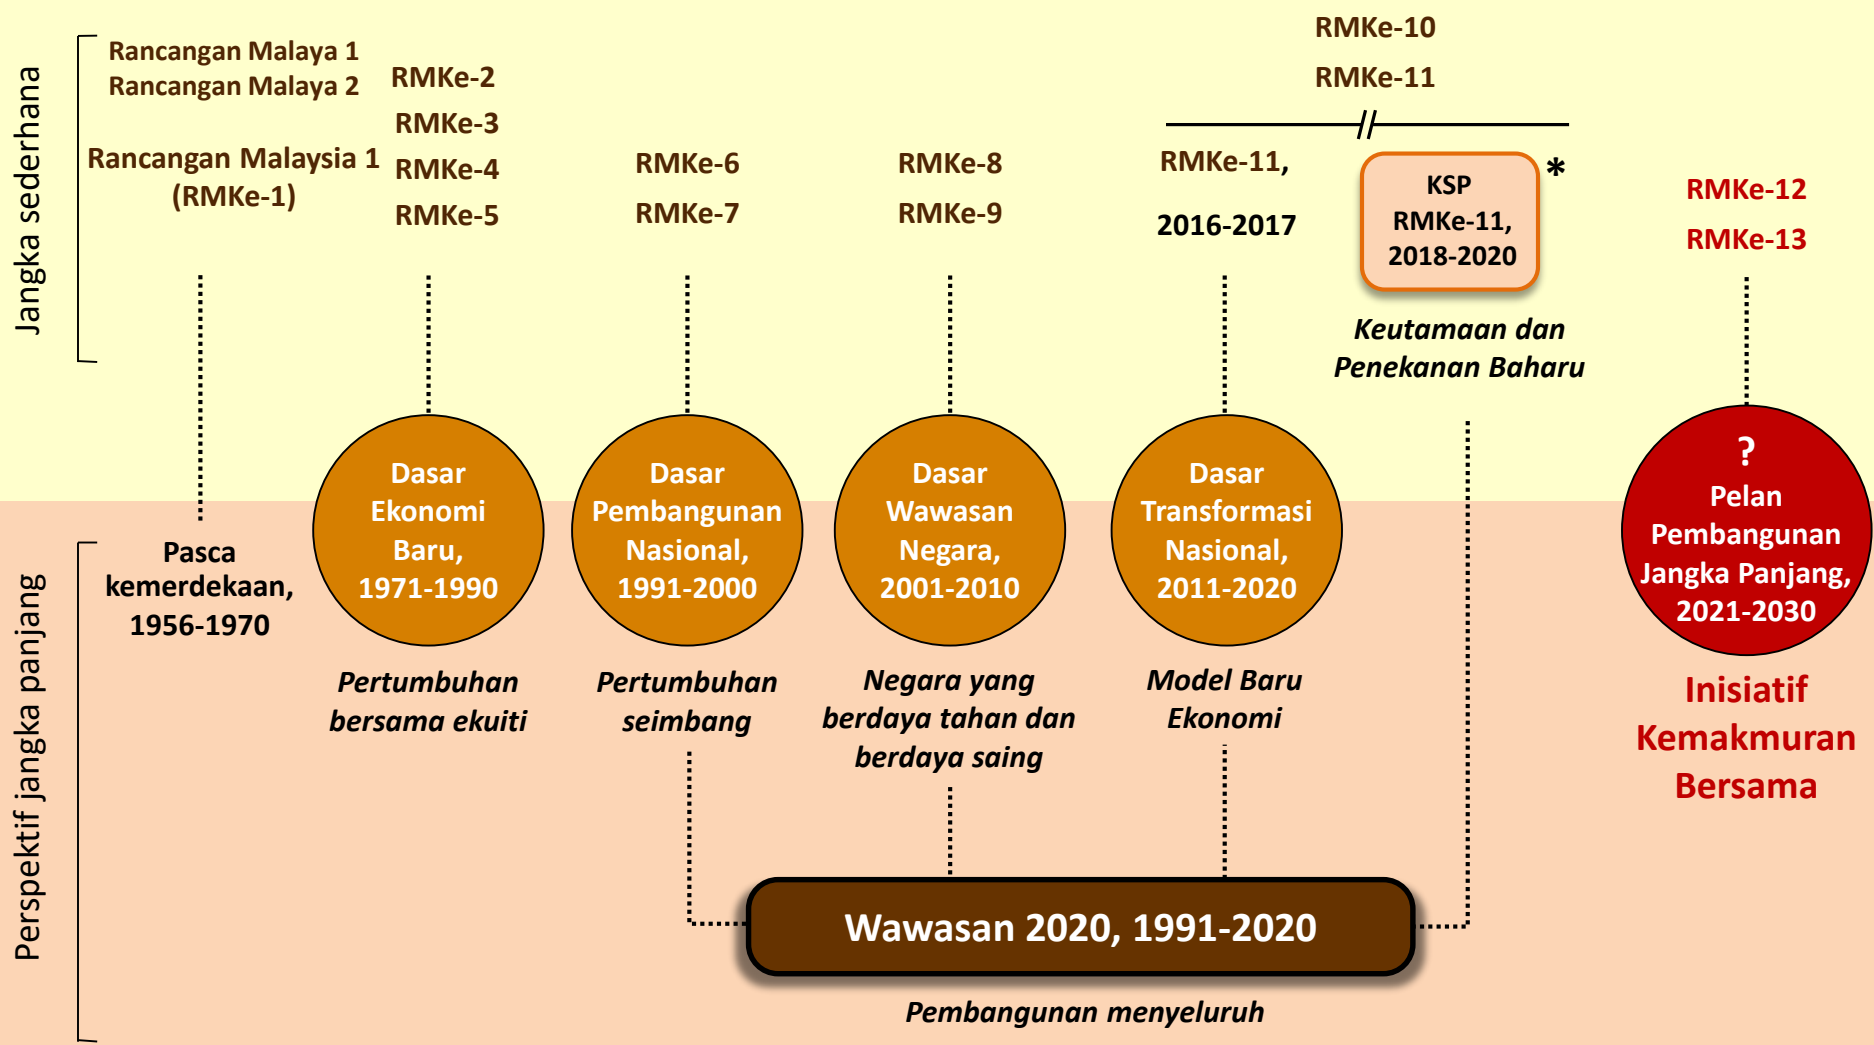 Jangka sederhana
Rancangan Malaya 1
Rancangan Malaya 2
Rancangan Malaysia 1
(RMKe-1)
RMKe-2
RMKe-3
RMKe-4
RMKe-5
RMKe-6
RMKe-7
RMKe-8
RMKe-9
RMKe-10
RMKe-11
RMKe-11,
2016-2017
KSP
RMKe-11,
2018-2020
*
Keutamaan dan
Penekanan Baharu
RMKe-12
RMKe-13
Perspektif jangka panjang
Pasca
kemerdekaan,
1956-1970
Dasar
Ekonomi
Baru,
1971-1990
Pertumbuhan
bersama ekuiti
Dasar
Pembangunan
Nasional,
1991-2000
Pertumbuhan
seimbang
Dasar
Wawasan
Negara,
2001-2010
Negara yang
berdaya tahan dan
berdaya saing
Dasar
Transformasi
Nasional,
2011-2020
Model Baru
Ekonomi
?
Pelan
Pembangunan
Jangka Panjang,
2021-2030
Inisiatif
Kemakmuran
Bersama
Wawasan 2020, 1991-2020
Pembangunan menyeluruh